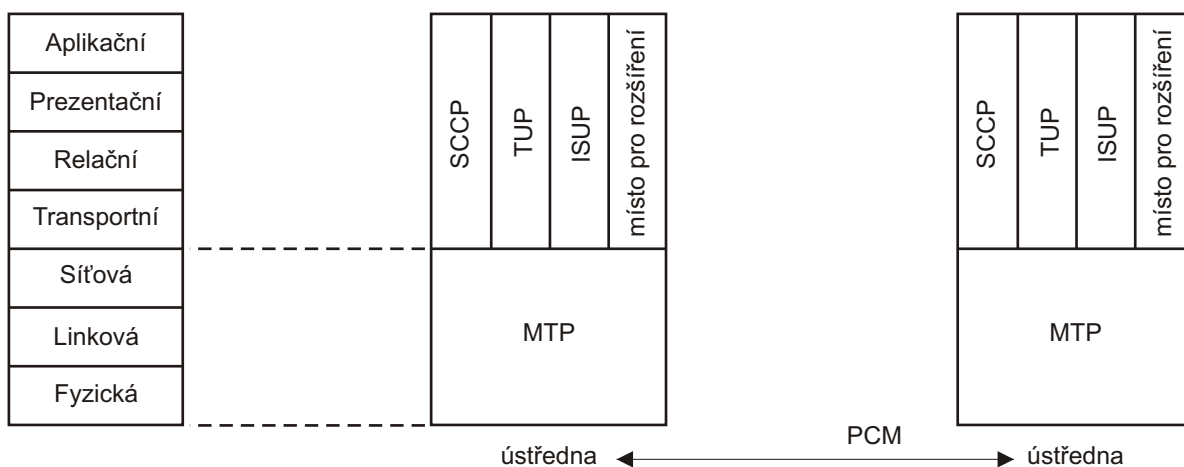 Aplikační
Prezentační
Relační
Transportní
Síťová
Linková
Fyzická
SCCP
TUP
ISUP
místo pro rozšíření
MTP
ústředna
PCM
SCCP
TUP
ISUP
místo pro rozšíření
MTP
ústředna